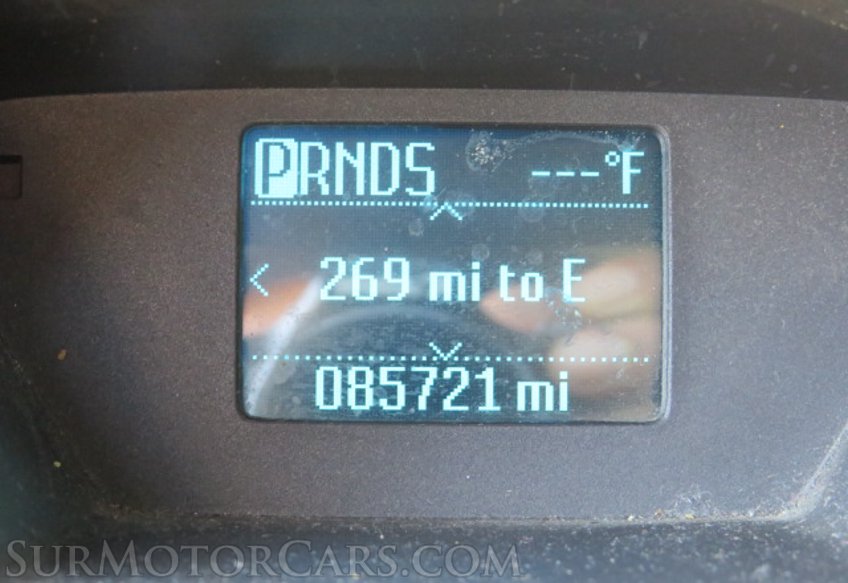 PRNDS ---°F
269 mi to E
085721 mi
SURMOTORCARS.COM